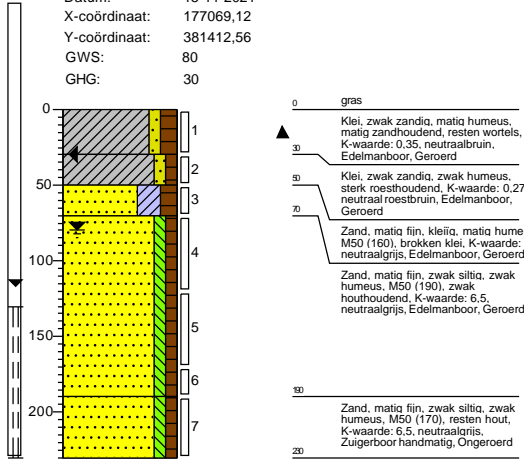 X-coördinaat: 177069,12
Y-coördinaat: 381412,56
GWS: 80
GHG: 30
0
50
100
150
200
1
2
3
4
5
6
7
0 gras
Klei, zwak zandig, matig humeus,
matig zandhoudend, resten wortels,
K-waarde: 0,35, neutraalbruin,
Edelmanboor, Geroerd
30
Klei, zwak zandig, zwak humeus,
sterk roesthoudend, K-waarde: 0,27
neutraal roestbruin, Edelmanboor,
Geroerd
50
Zand, matig fijn, kleiïg, matig hume
M50 (160), brokken klei, K-waarde:
neutraalgrijs, Edelmanboor, Geroerd
70
Zand, matig fijn, zwak siltig, zwak
humeus, M50 (190), zwak
houthoudend, K-waarde: 6,5,
neutraalgrijs, Edelmanboor, Geroerd
190
Zand, matig fijn, zwak siltig, zwak
humeus, M50 (170), resten hout,
K-waarde: 6,5, neutraalgrijs,
Zuigerboor handmatig, Ongeroerd
230